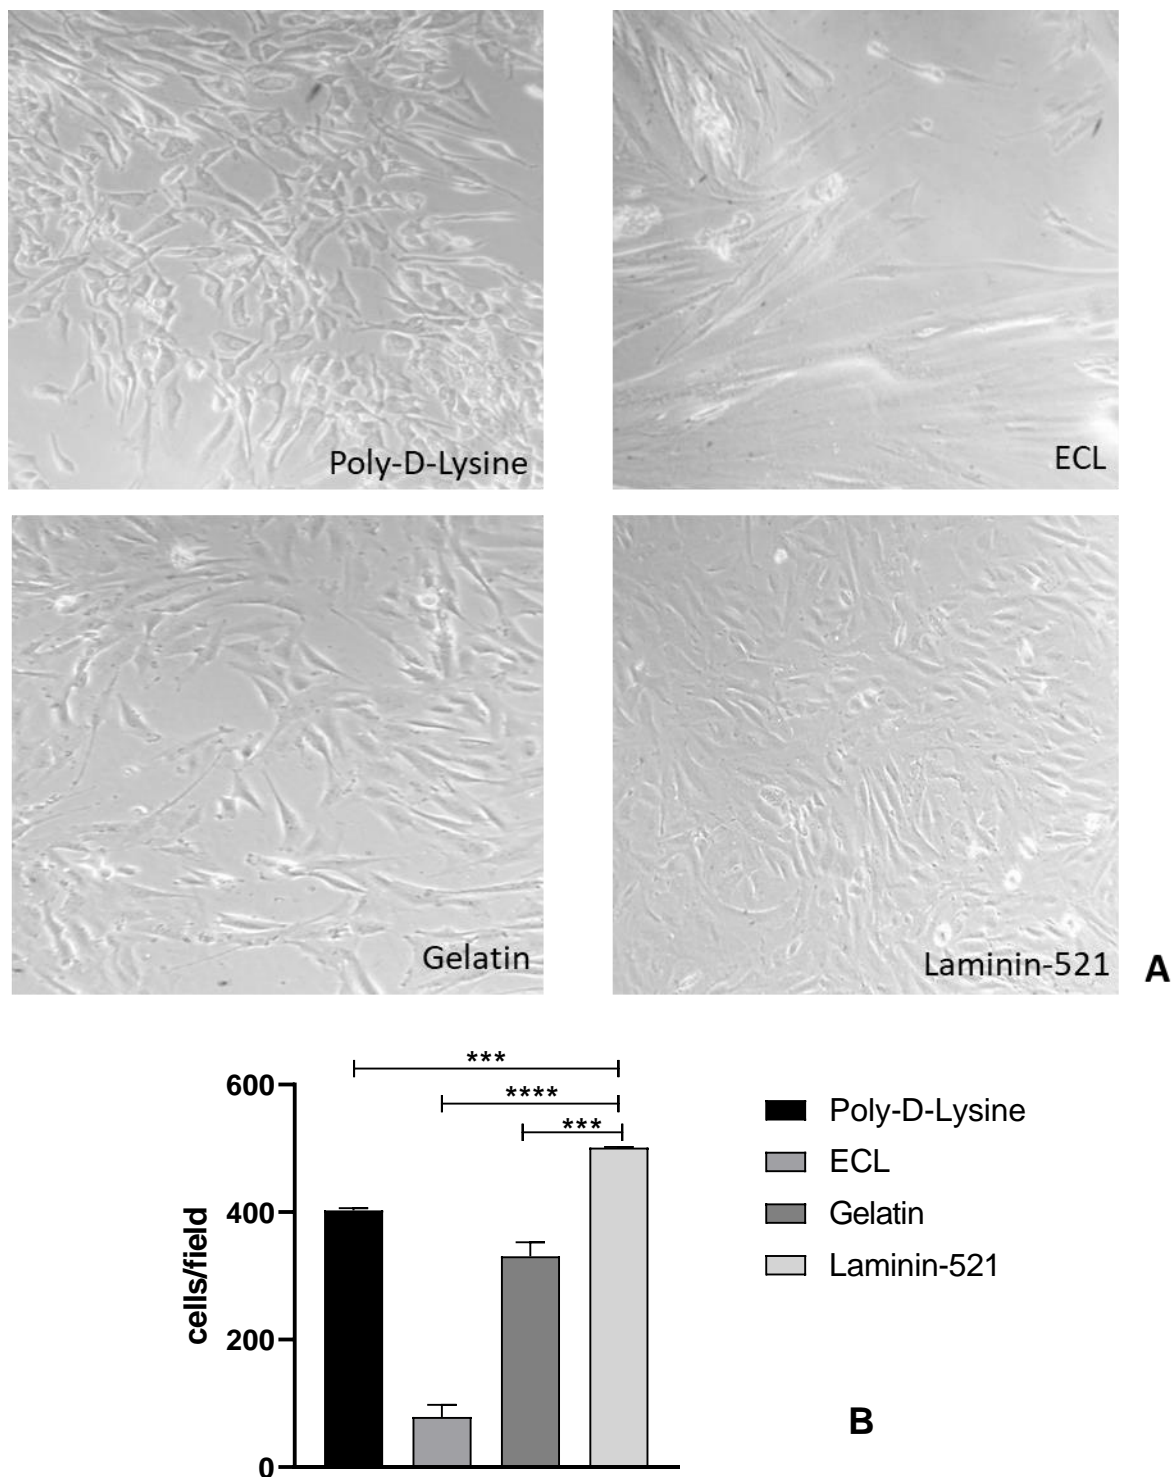 Poly-D-Lysine
ECL
Gelatin
Laminin-521
A
***
****
***
600
400
200
0
cells/field
Poly-D-Lysine
ECL
Gelatin
Laminin-521
B